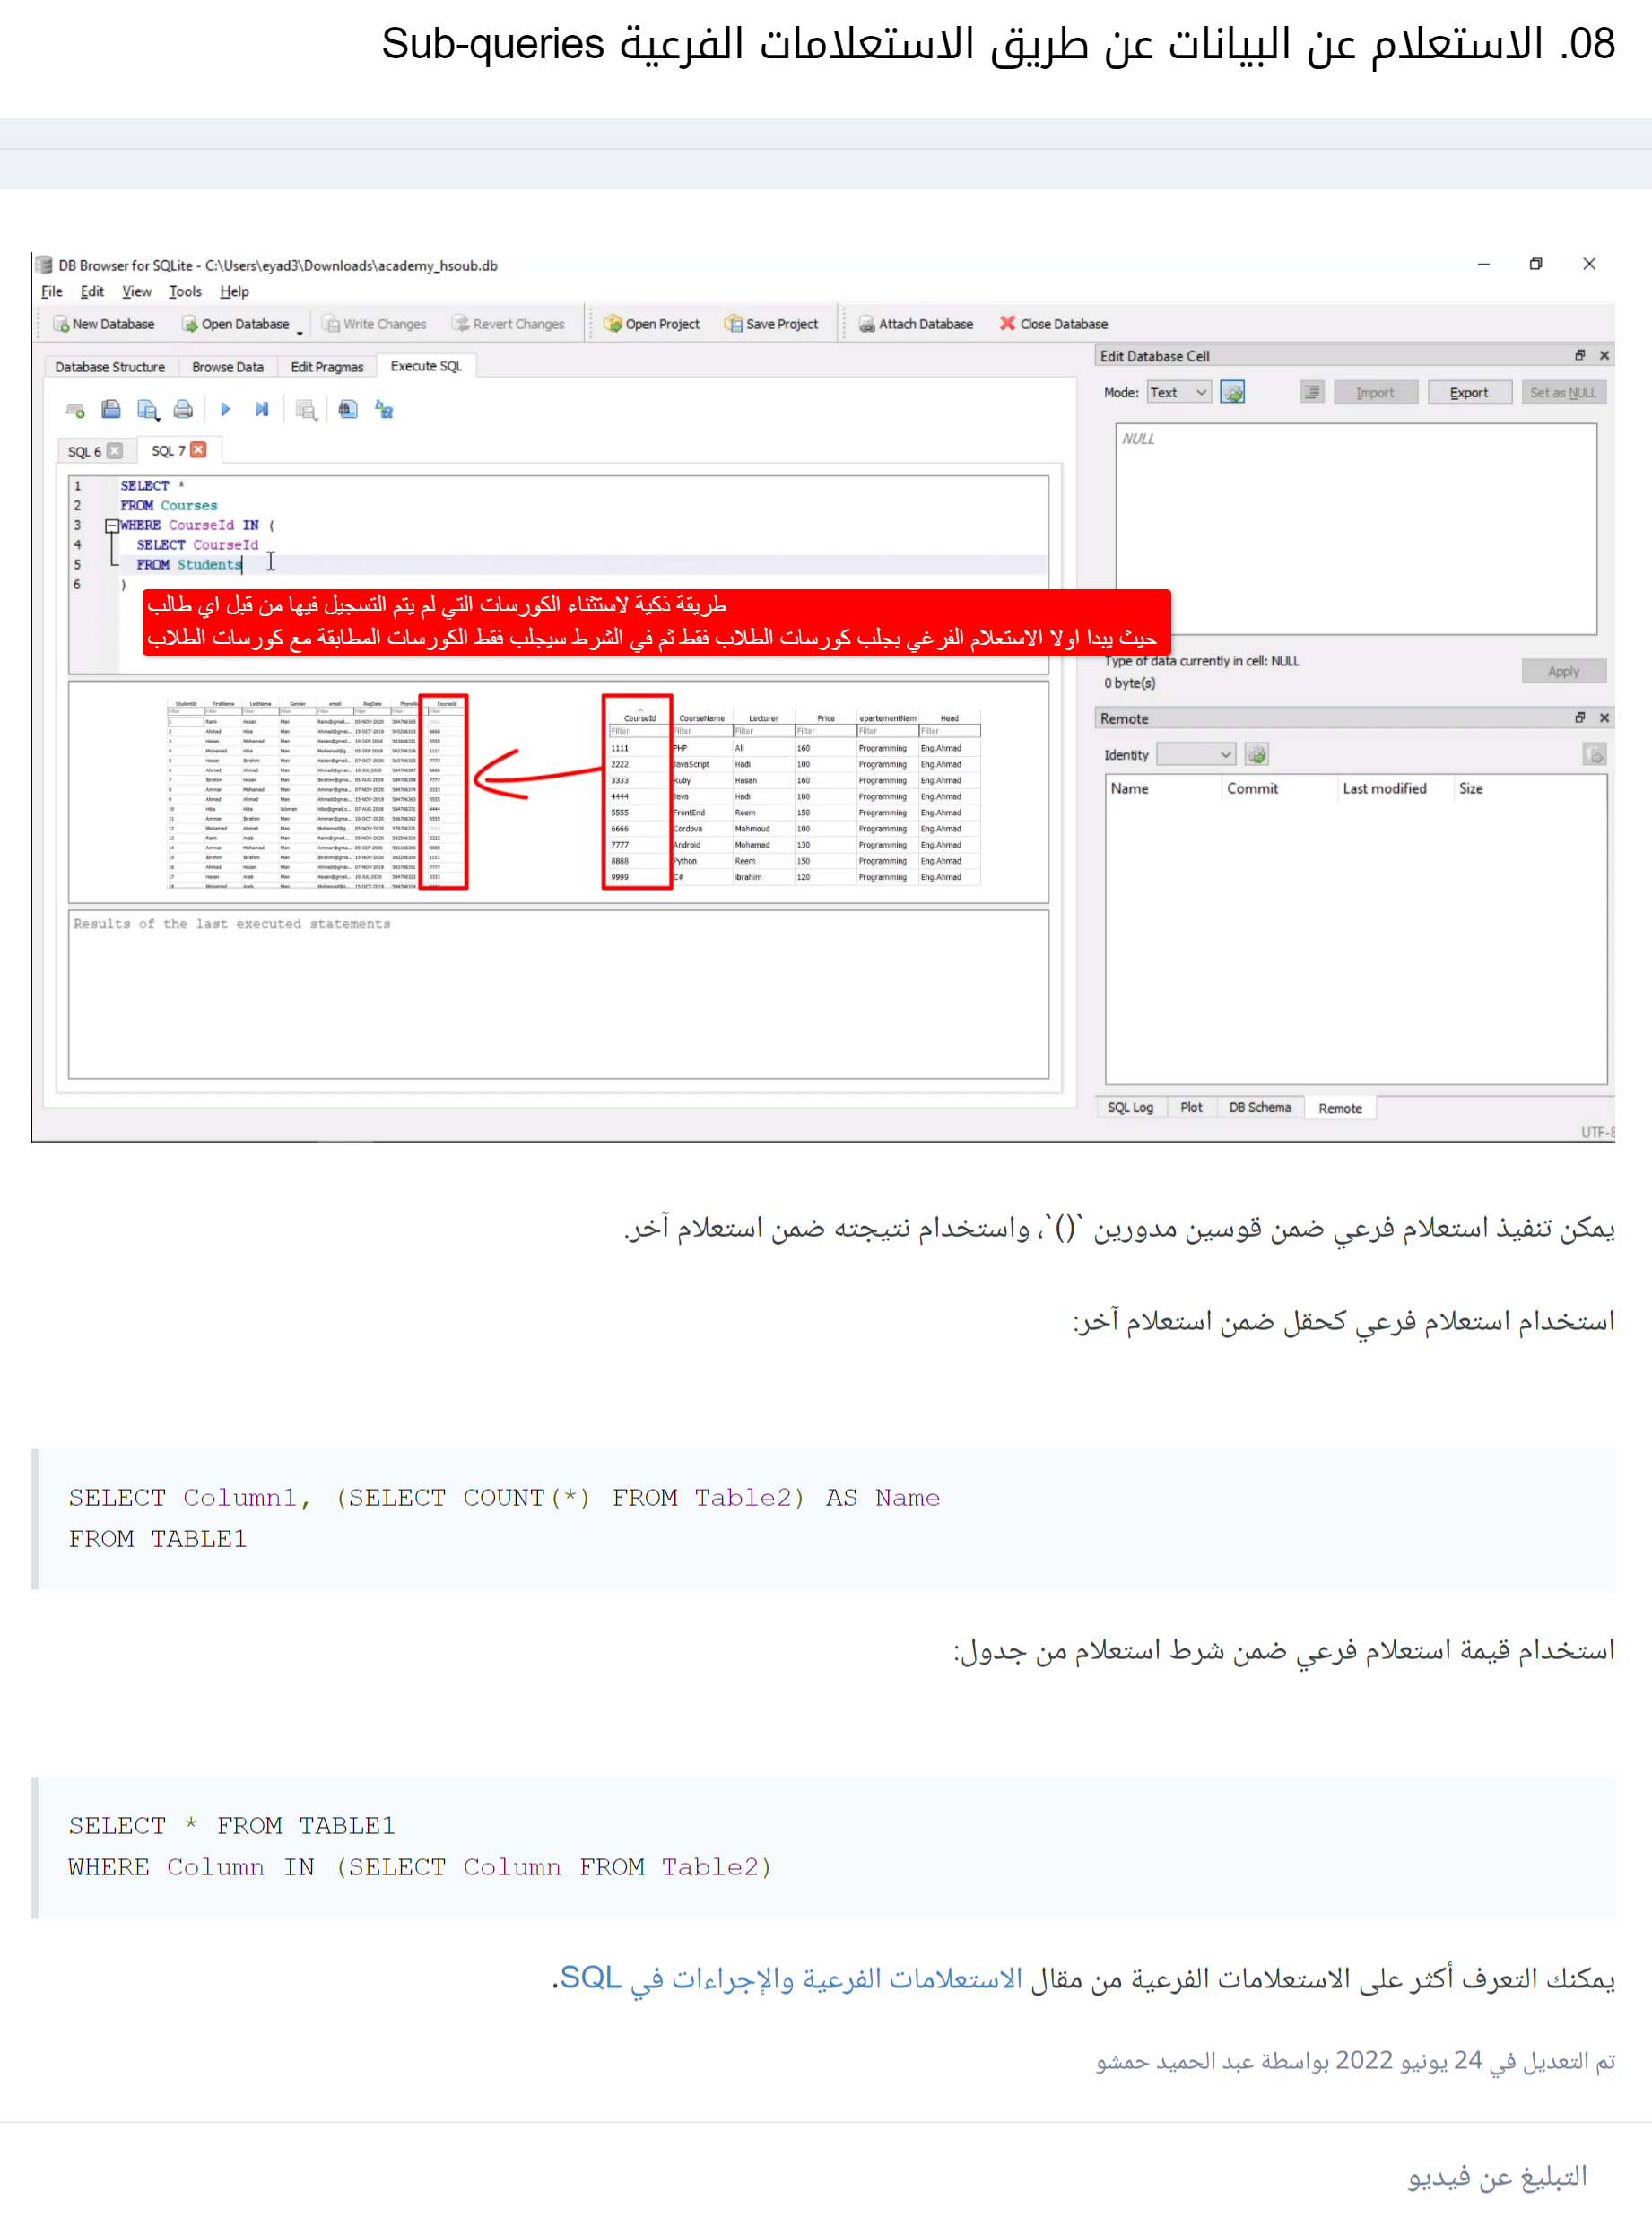 08. الاستعلام عن البيانات عن طريق الاستعلامات الفرعية Sub-queries
DB Browser for SQLite - C:\Users\eyad3\Downloads\academy_hsoub.db
File Edit View Tools Help
New Database Open Database Write Changes Revert Changes Open Project Save Project Attach Database Close Database
Database Structure Browse Data Edit Pragmas Execute SQL
SQL 6 SQL 7
1 SELECT *
2 FROM Courses
3 WHERE CourseId IN (
4 SELECT CourseId
5 FROM Students
6 )
طريقة ذكية لاستثناء الكورسات التي لم يتم التسجيل فيها من قبل اي طالب
حيث يبدا اولا الاستعلام الفرغي بجلب كورسات الطلاب فقط ثم في الشرط سيجلب فقط الكورسات المطابقة مع كورسات الطلاب
CourseId CourseName Lecturer Price epartementNam Head
Filter Filter Filter Filter Filter Filter
1111 PHP Ali 160 Programming Eng.Ahmad
2222 JavaScript Hadi 100 Programming Eng.Ahmad
3333 Ruby Hasan 160 Programming Eng.Ahmad
4444 Java Hadi 100 Programming Eng.Ahmad
5555 FrontEnd Reem 150 Programming Eng.Ahmad
6666 Cordova Mahmoud 100 Programming Eng.Ahmad
7777 Android Mohamad 130 Programming Eng.Ahmad
8888 Python Reem 150 Programming Eng.Ahmad
9999 C# ibrahim 120 Programming Eng.Ahmad
Results of the last executed statements
Edit Database Cell
Mode: Text Import Export Set as NULL
NULL
Type of data currently in cell: NULL
0 byte(s)
Apply
Remote
Identity
Name Commit Last modified Size
SQL Log Plot DB Schema Remote
UTF-8
يمكن تنفيذ استعلام فرعي ضمن قوسين مدورين `()`، واستخدام نتيجته ضمن استعلام آخر.
استخدام استعلام فرعي كحقل ضمن استعلام آخر:
SELECT Column1, (SELECT COUNT(*) FROM Table2) AS Name
FROM TABLE1
استخدام قيمة استعلام فرعي ضمن شرط استعلام من جدول:
SELECT * FROM TABLE1
WHERE Column IN (SELECT Column FROM Table2)
يمكنك التعرف أكثر على الاستعلامات الفرعية من مقال الاستعلامات الفرعية والإجراءات في SQL.
تم التعديل في 24 يونيو 2022 بواسطة عبد الحميد حمشو
التبليغ عن فيديو